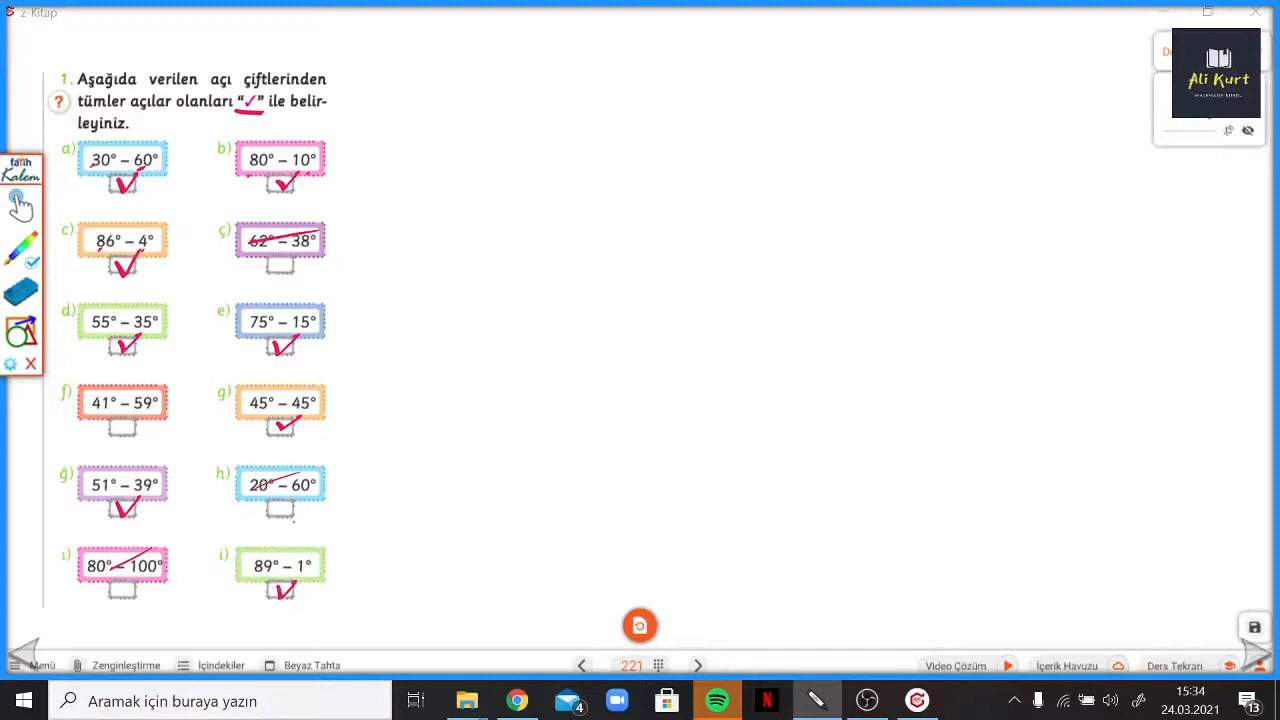 z-Kitap
1. Aşağıda verilen açı çiftlerinden
tümler açılar olanları “✓” ile belir-
leyiniz.
?
a) 30° – 60°
b) 80° – 10°
c) 86° – 4°
ç) 62° – 38°
d) 55° – 35°
e) 75° – 15°
f) 41° – 59°
g) 45° – 45°
ğ) 51° – 39°
h) 20° – 60°
ı) 80° – 100°
i) 89° – 1°
fatih
Kalem
Ali Kurt
Menü
Zenginleştirme
İçindekiler
Beyaz Tahta
221
Video Çözüm
İçerik Havuzu
Ders Tekrarı
Aramak için buraya yazın
4
N
15:34
24.03.2021
13